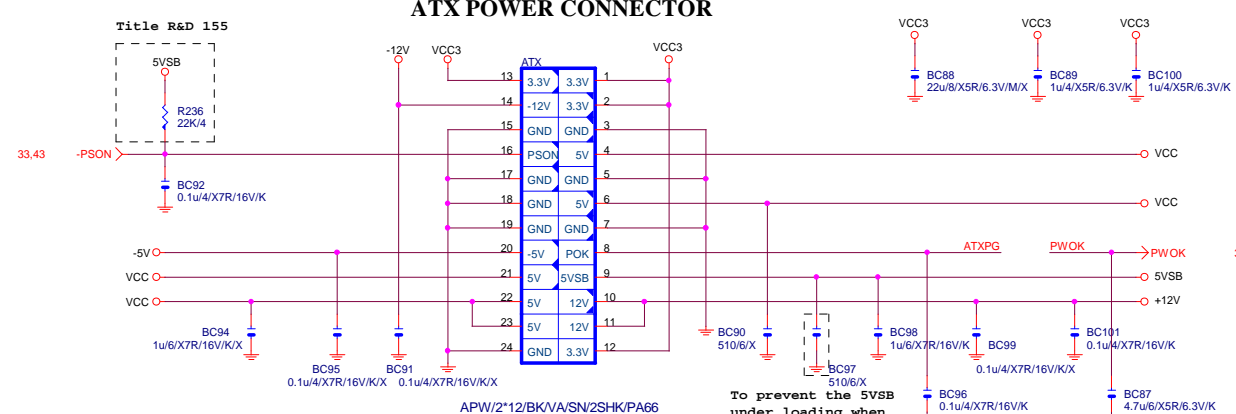 ATX POWER CONNECTOR
Title R&D 155
5VSB
R236
22K/4
33,43
-PSON
BC92
0.1u/4/X7R/16V/K
-12V
VCC3
VCC3
ATX
13 3.3V 3.3V 1
14 -12V 3.3V 2
15 GND GND 3
16 PSON 5V 4
17 GND GND 5
18 GND 5V 6
19 GND GND 7
20 -5V POK 8
21 5V 5VSB 9
22 5V 12V 10
23 5V 12V 11
24 GND 3.3V 12
VCC3
BC88
22u/8/X5R/6.3V/M/X
VCC3
BC89
1u/4/X5R/6.3V/K
VCC3
BC100
1u/4/X5R/6.3V/K
VCC
VCC
ATXPG
PWOK
PWOK
5VSB
+12V
-5V
VCC
VCC
BC94
1u/6/X7R/16V/K/X
BC95
0.1u/4/X7R/16V/K/X
BC91
0.1u/4/X7R/16V/K/X
BC90
510/6/X
BC97
510/6/X
BC98
1u/6/X7R/16V/K
BC99
0.1u/4/X7R/16V/K/X
BC101
0.1u/4/X7R/16V/K
APW/2*12/BK/VA/SN/2SHK/PA66
To prevent the 5VSB
under loading when
BC96
0.1u/4/X7R/16V/K
BC87
4.7u/6/X5R/6.3V/K